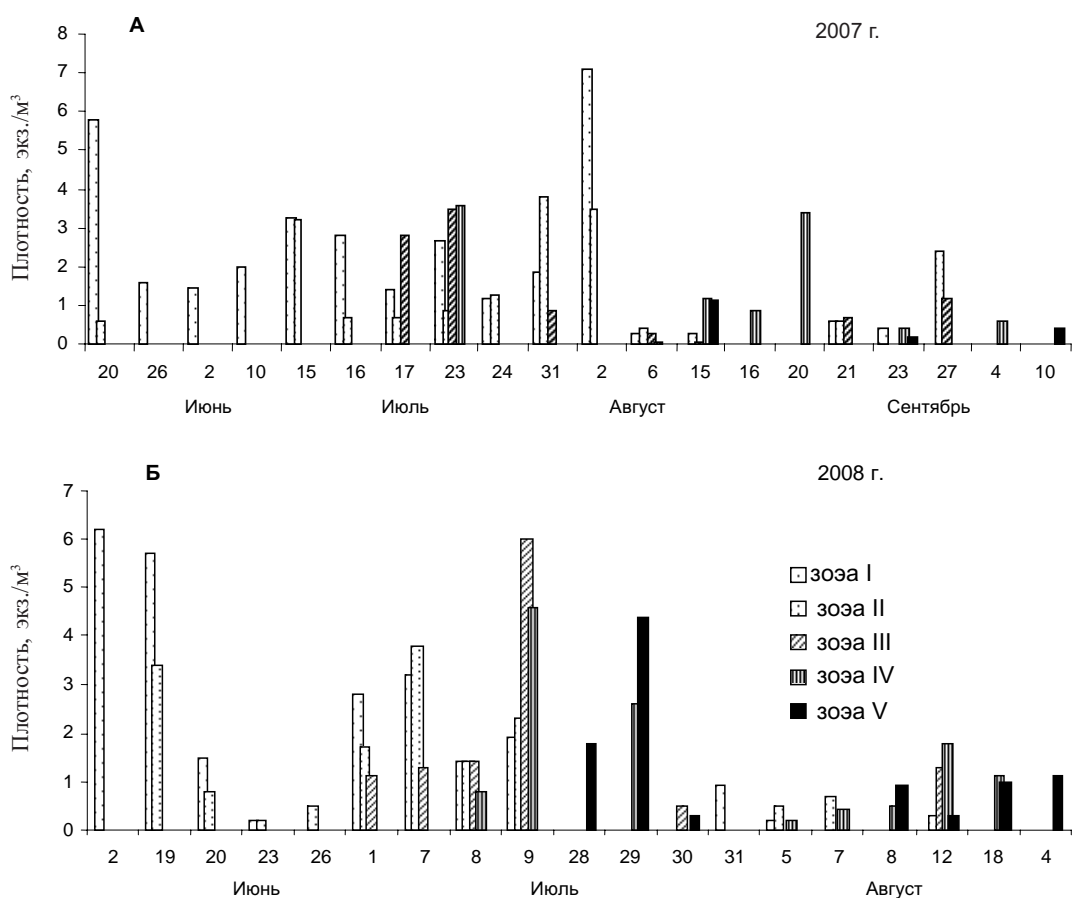 А
2007 г.
Плотность, экз./м³
8
7
6
5
4
3
2
1
0
20 26 2 10 15 16 17 23 24 31 2 6 15 16 20 21 23 27 4 10
Июнь Июль Август Сентябрь
Б
2008 г.
Плотность, экз./м³
7
6
5
4
3
2
1
0
зоэа I
зоэа II
зоэа III
зоэа IV
зоэа V
2 19 20 23 26 1 7 8 9 28 29 30 31 5 7 8 12 18 4
Июнь Июль Август